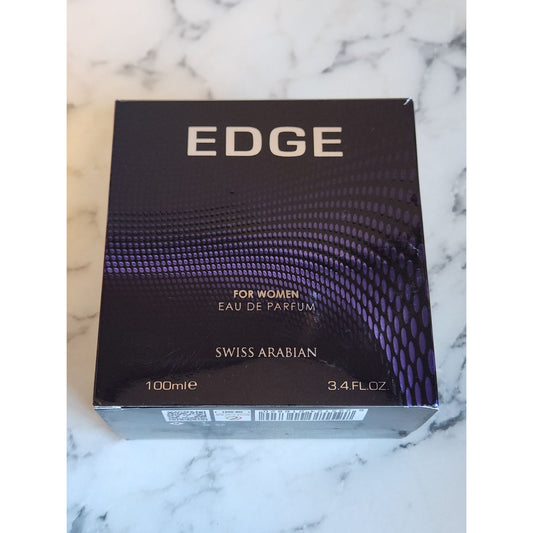 EDGE
FOR WOMEN
EAU DE PARFUM
SWISS ARABIAN
100ml℮ 3.4.FL.OZ.